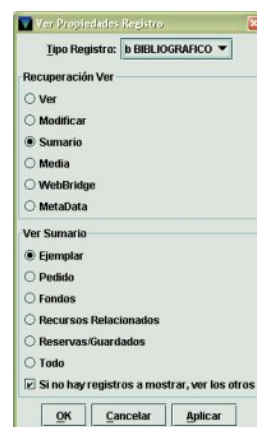 Ver Propiedades Registro
Tipo Registro: b BIBLIOGRAFICO
Recuperación Ver
Ver
Modificar
Sumario
Media
WebBridge
MetaData
Ver Sumario
Ejemplar
Pedido
Fondos
Recursos Relacionados
Reservas/Guardados
Todo
Si no hay registros a mostrar, ver los otros
OK Cancelar Aplicar